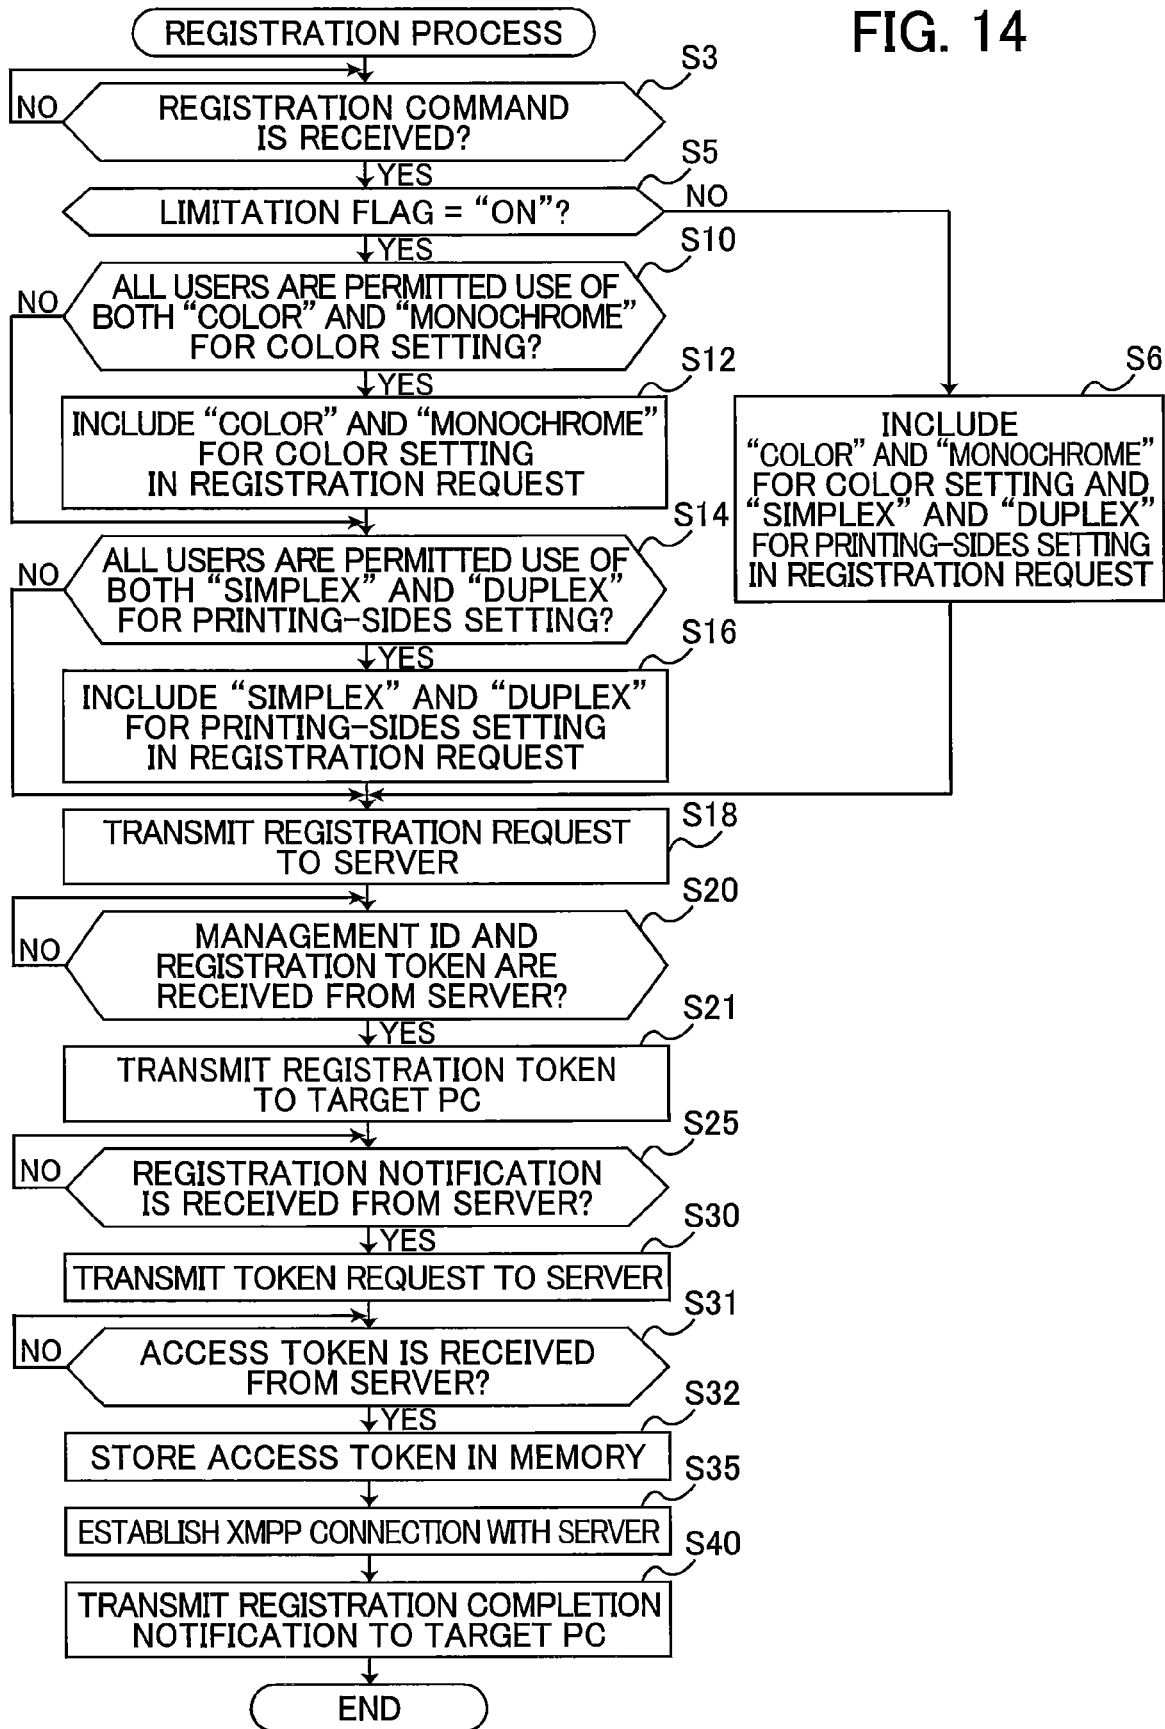 FIG. 14
REGISTRATION PROCESS
S3
NO
REGISTRATION COMMAND
IS RECEIVED?
YES
S5
LIMITATION FLAG = “ON”?
NO
YES
S10
NO
ALL USERS ARE PERMITTED USE OF
BOTH “COLOR” AND “MONOCHROME”
FOR COLOR SETTING?
YES
S12
INCLUDE “COLOR” AND “MONOCHROME”
FOR COLOR SETTING
IN REGISTRATION REQUEST
S6
INCLUDE
“COLOR” AND “MONOCHROME”
FOR COLOR SETTING AND
“SIMPLEX” AND “DUPLEX”
FOR PRINTING-SIDES SETTING
IN REGISTRATION REQUEST
S14
NO
ALL USERS ARE PERMITTED USE OF
BOTH “SIMPLEX” AND “DUPLEX”
FOR PRINTING-SIDES SETTING?
YES
S16
INCLUDE “SIMPLEX” AND “DUPLEX”
FOR PRINTING-SIDES SETTING
IN REGISTRATION REQUEST
S18
TRANSMIT REGISTRATION REQUEST
TO SERVER
S20
NO
MANAGEMENT ID AND
REGISTRATION TOKEN ARE
RECEIVED FROM SERVER?
YES
S21
TRANSMIT REGISTRATION TOKEN
TO TARGET PC
S25
NO
REGISTRATION NOTIFICATION
IS RECEIVED FROM SERVER?
YES
S30
TRANSMIT TOKEN REQUEST TO SERVER
S31
NO
ACCESS TOKEN IS RECEIVED
FROM SERVER?
YES
S32
STORE ACCESS TOKEN IN MEMORY
S35
ESTABLISH XMPP CONNECTION WITH SERVER
S40
TRANSMIT REGISTRATION COMPLETION
NOTIFICATION TO TARGET PC
END